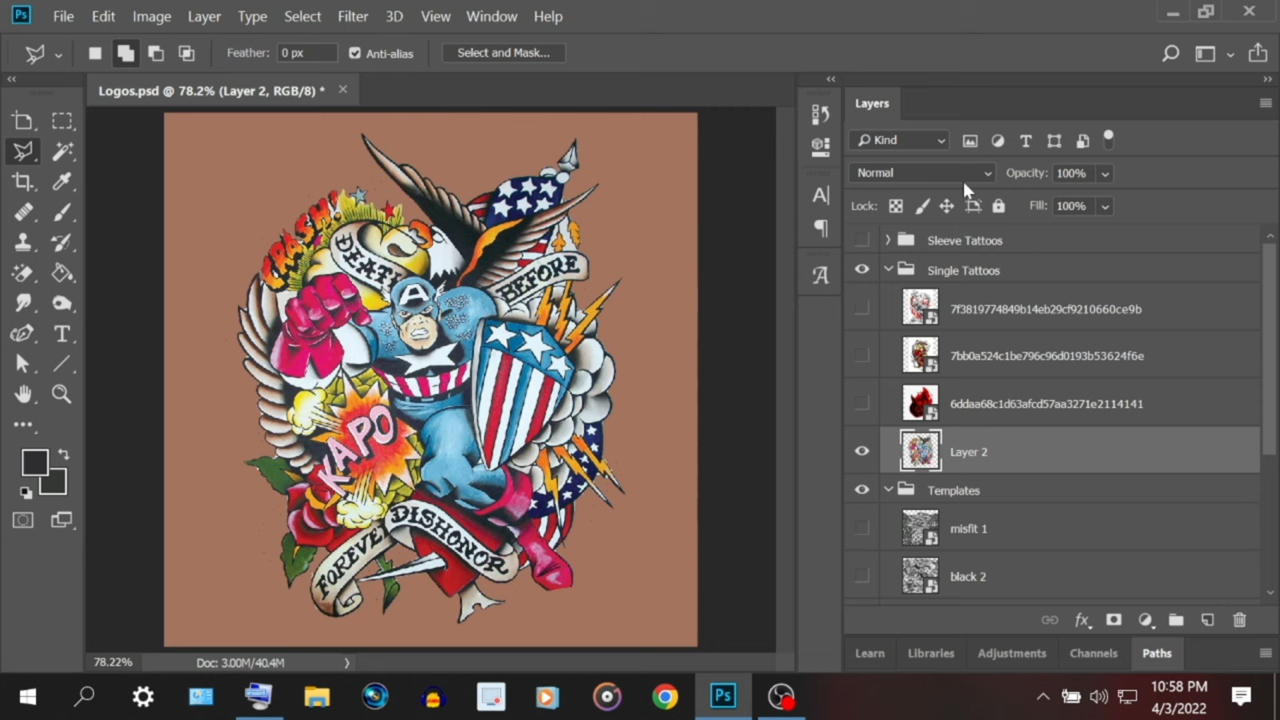 Ps File Edit Image Layer Type Select Filter 3D View Window Help
Feather: 0 px Anti-alias Select and Mask...
Logos.psd @ 78.2% (Layer 2, RGB/8) *
Layers
Kind
Normal Opacity: 100%
Lock: Fill: 100%
Sleeve Tattoos
Single Tattoos
7f3819774849b14eb29cf9210660ce9b
7bb0a524c1be796c96d0193b53624f6e
6ddaa68c1d63afcd57aa3271e2114141
Layer 2
Templates
misfit 1
black 2
CRASH!
DEATH
BEFORE
A
KAPO
DISHONOR
FOREVE
78.22% Doc: 3.00M/40.4M
Learn Libraries Adjustments Channels Paths
Ps
10:58 PM
4/3/2022